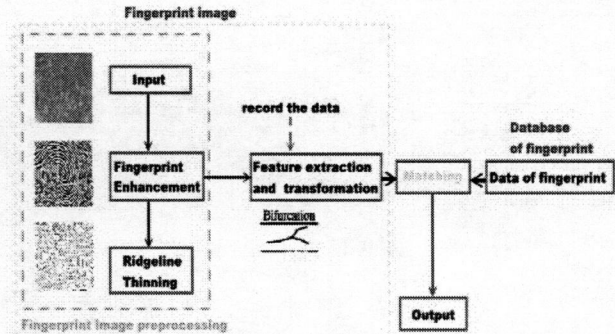 Fingerprint image
Input
record the data
Database
of fingerprint
Fingerprint
Enhancement
Feature extraction
and transformation
Matching
Data of fingerprint
Bifurcation
Ridgeline
Thinning
Output
Fingerprint Image preprocessing